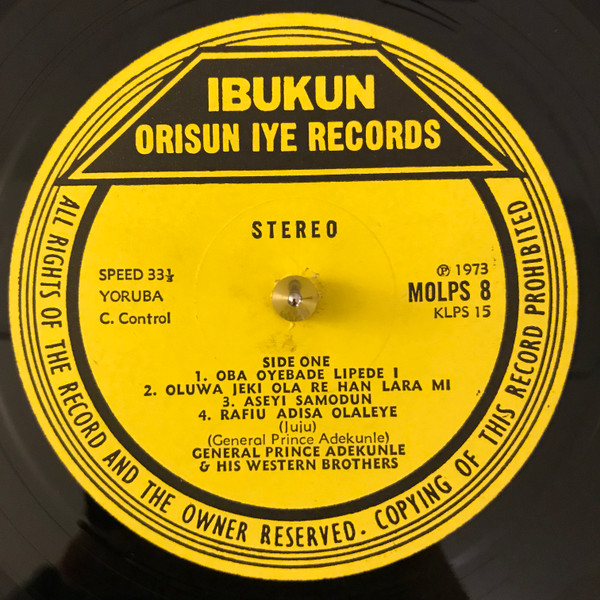 IBUKUN
ORISUN IYE RECORDS
STEREO
SPEED 33⅓
YORUBA
C. Control
℗ 1973
MOLPS 8
KLPS 15
SIDE ONE
1. OBA OYEBADE LIPEDE I
2. OLUWA JEKI OLA RE HAN LARA MI
3. ASEYI SAMODUN
4. RAFIU ADISA OLALEYE
(Juju)
(General Prince Adekunle)
GENERAL PRINCE ADEKUNLE
& HIS WESTERN BROTHERS
ALL RIGHTS OF THE RECORD AND THE OWNER RESERVED. COPYING OF THIS RECORD PROHIBITED